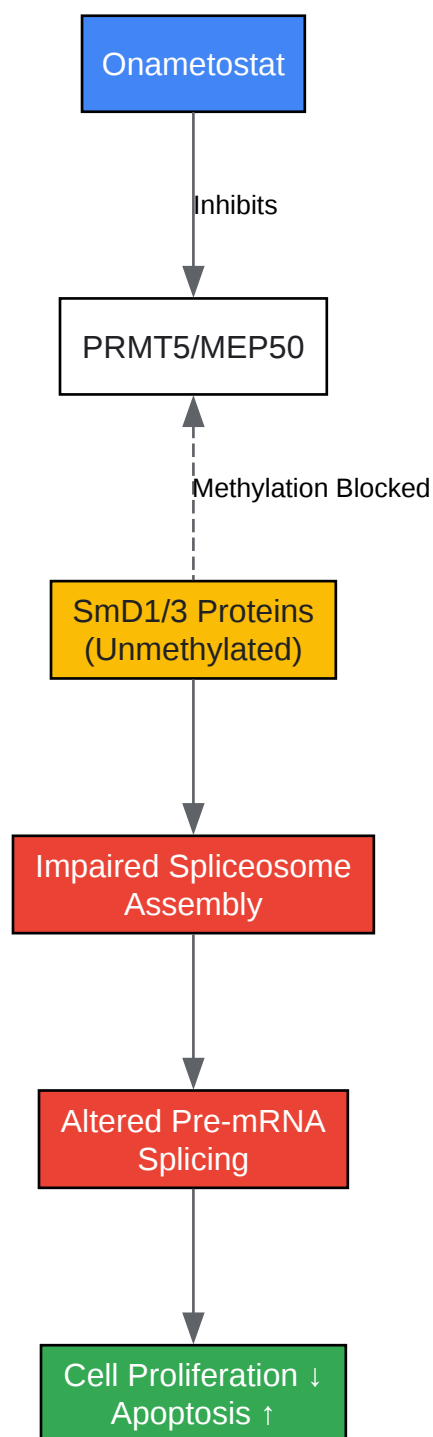 Onametostat
Inhibits
PRMT5/MEP50
Methylation Blocked
SmD1/3 Proteins
(Unmethylated)
Impaired Spliceosome
Assembly
Altered Pre-mRNA
Splicing
Cell Proliferation ↓
Apoptosis ↑